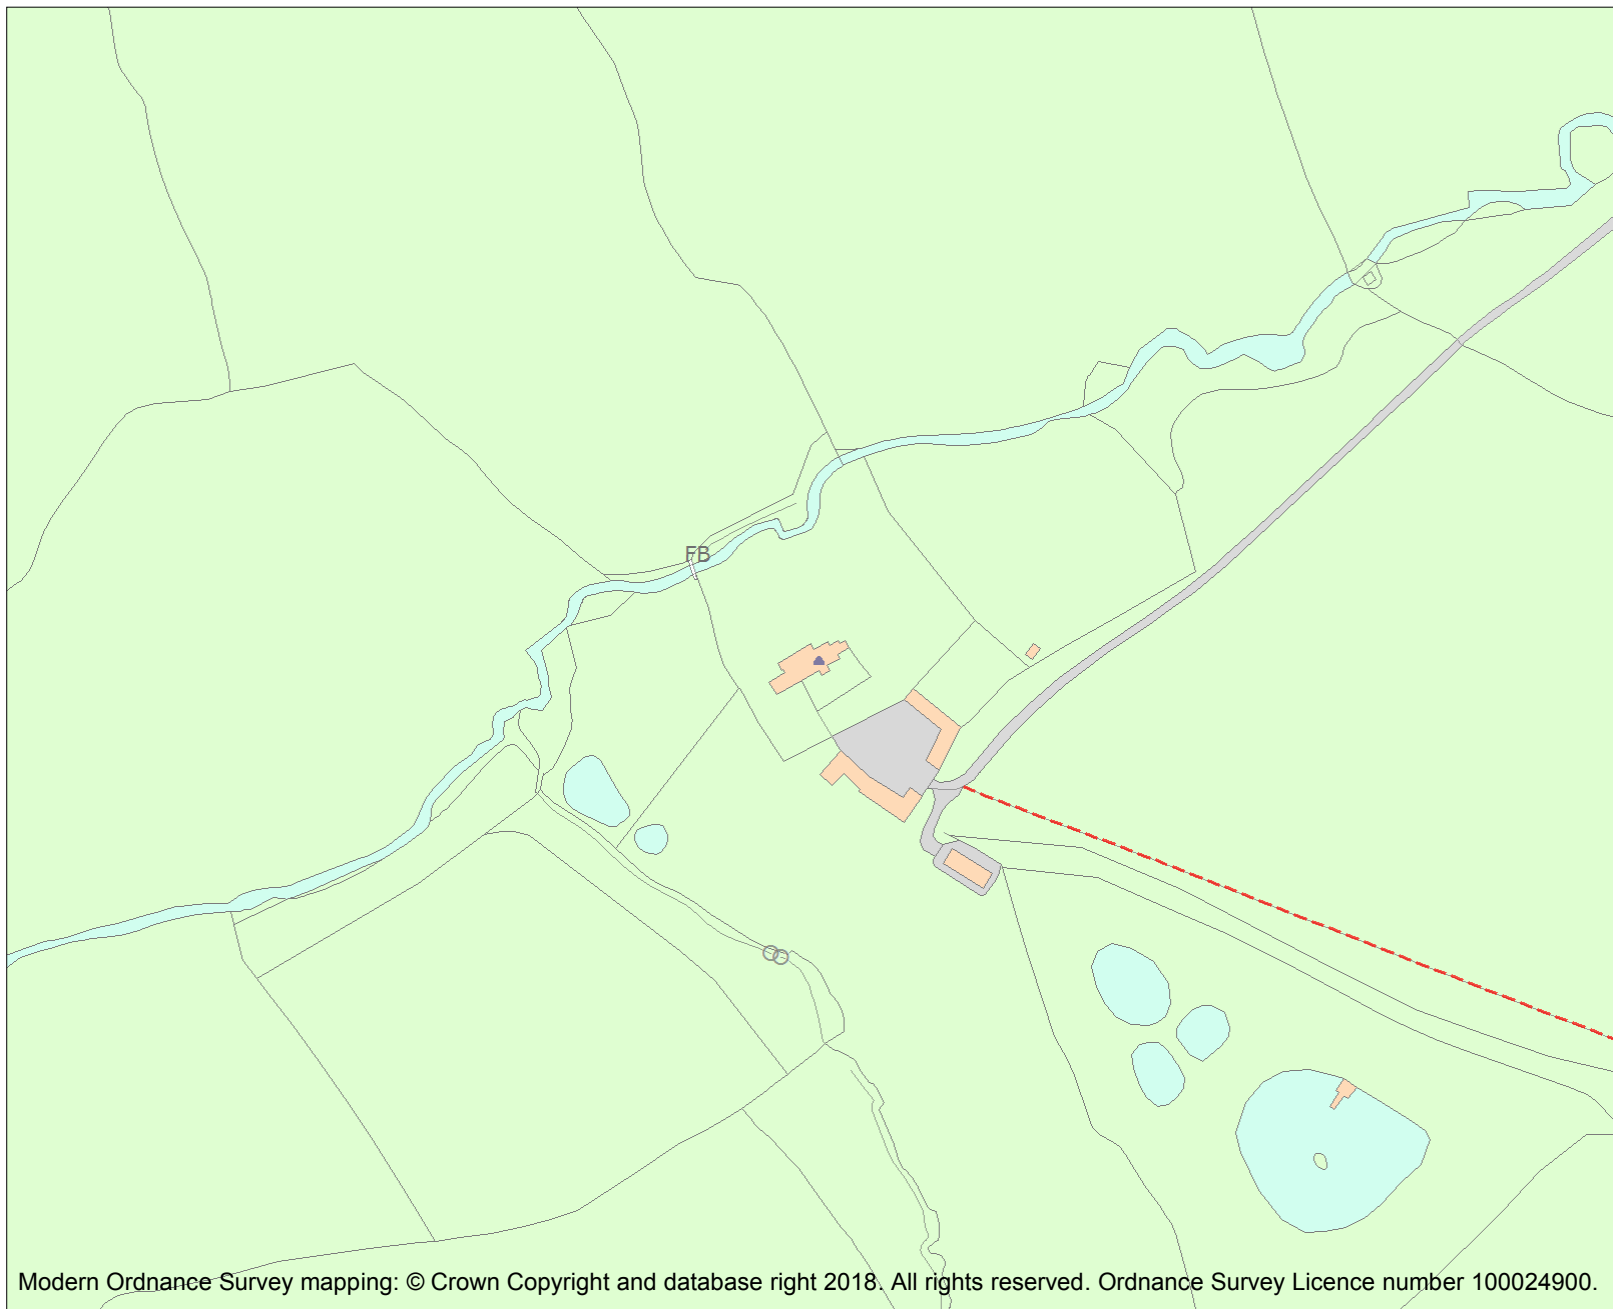 FB
Modern Ordnance Survey mapping: © Crown Copyright and database right 2018. All rights reserved. Ordnance Survey Licence number 100024900.